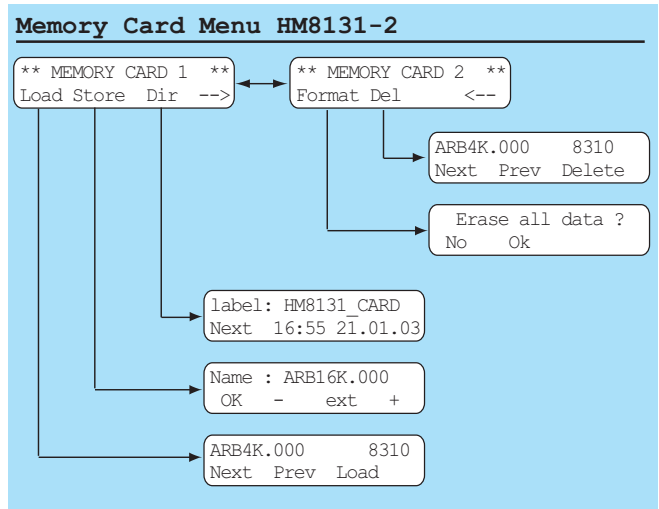 Memory Card Menu HM8131-2
** MEMORY CARD 1 **
Load Store Dir -->
** MEMORY CARD 2 **
Format Del <--
ARB4K.000 8310
Next Prev Delete
Erase all data ?
No Ok
label: HM8131_CARD
Next 16:55 21.01.03
Name : ARB16K.000
OK - ext +
ARB4K.000 8310
Next Prev Load